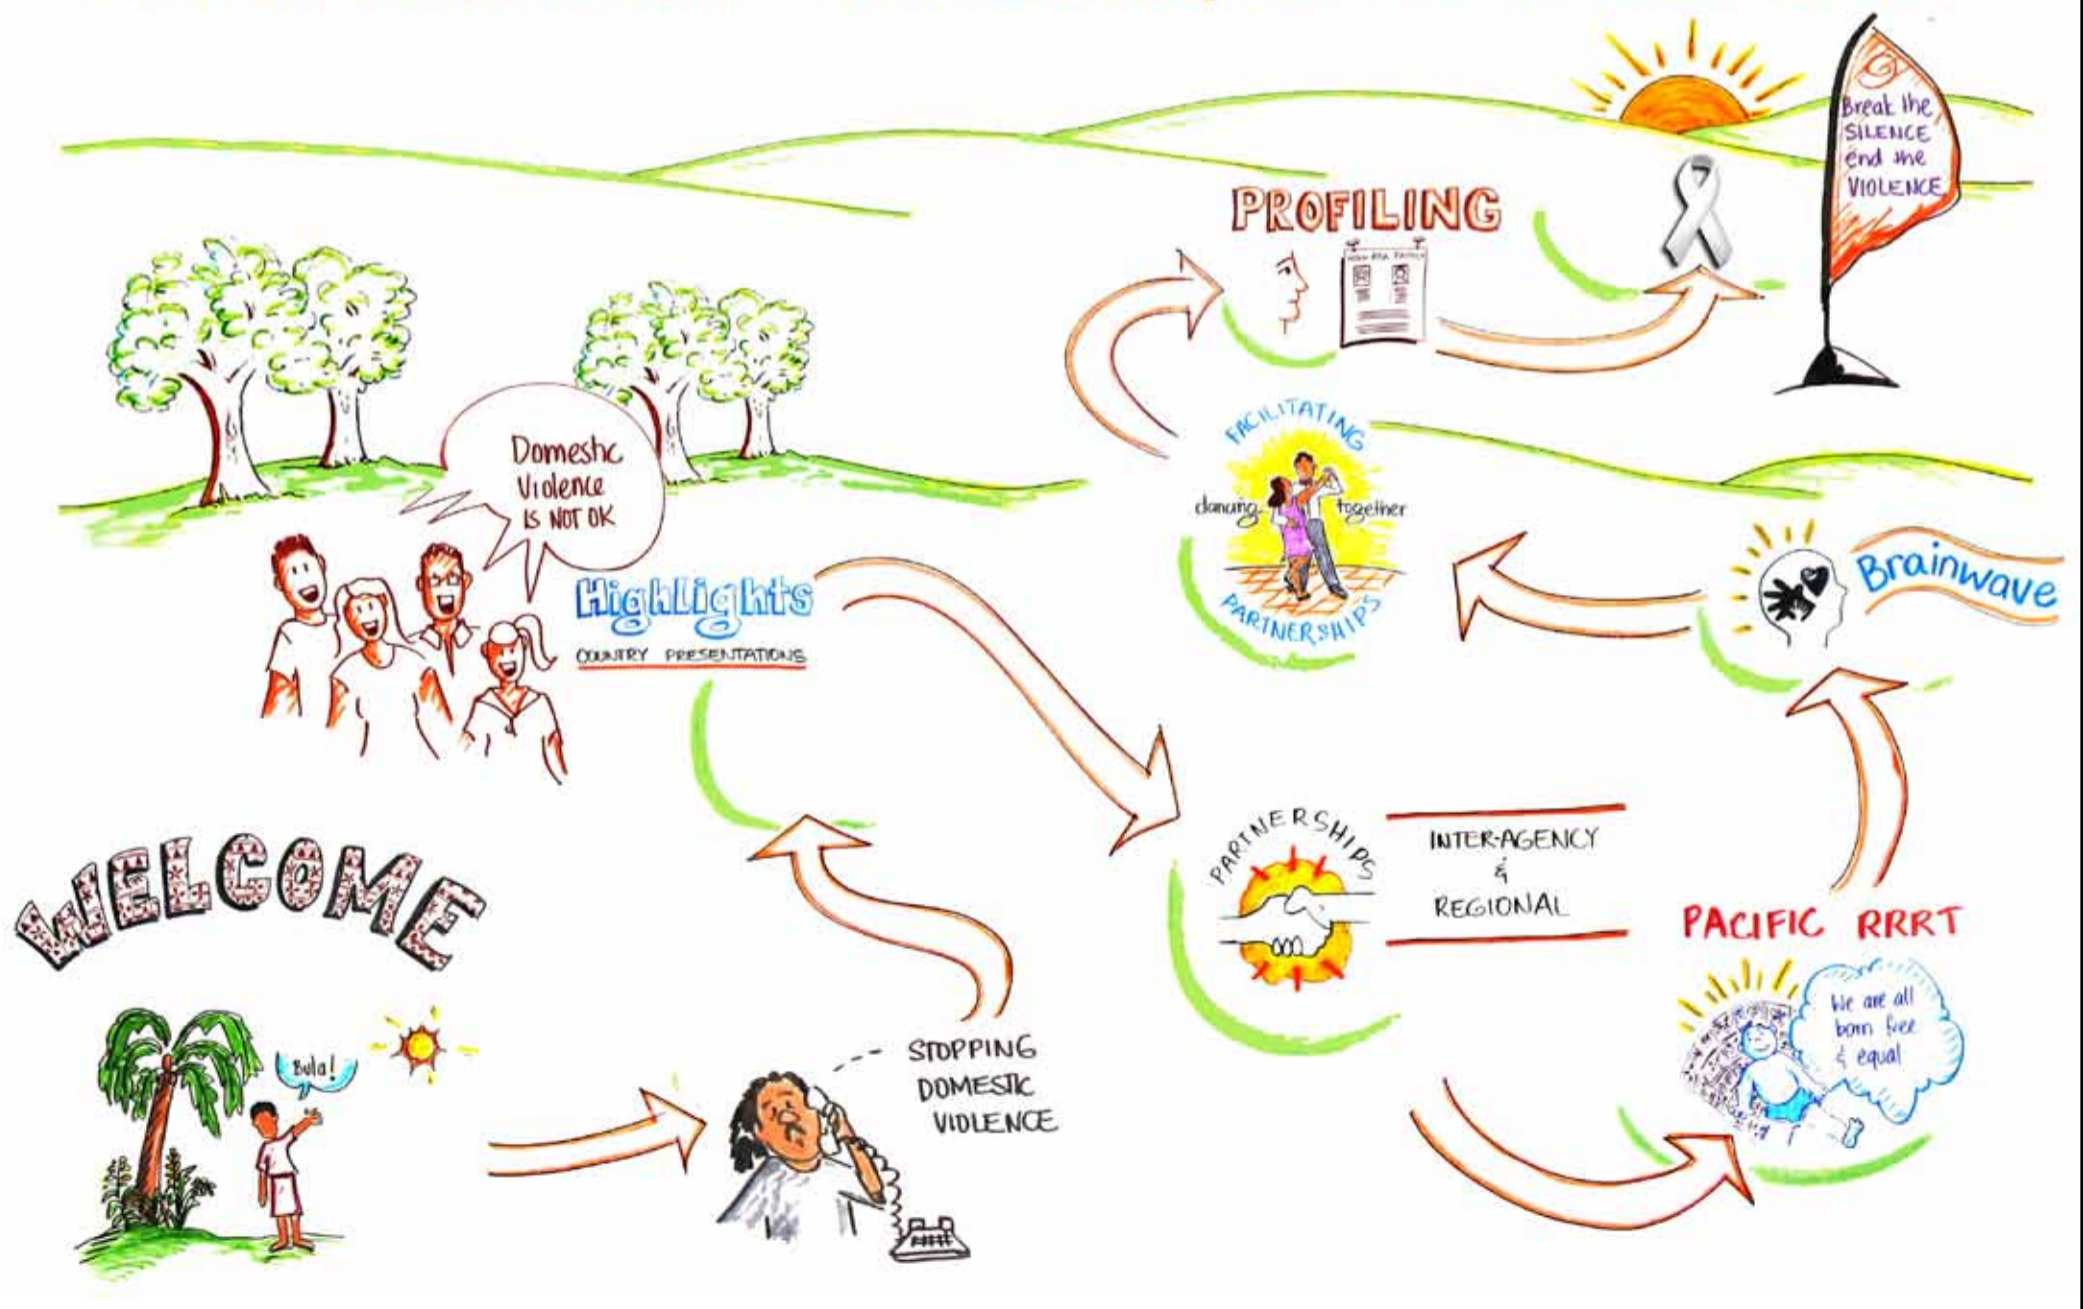 WELCOME
Bula!
STOPPING
DOMESTIC
VIOLENCE
Domestic
Violence
IS NOT OK
HighLights
COUNTRY PRESENTATIONS
PARTNERSHIPS
INTER-AGENCY
&
REGIONAL
PACIFIC RRRT
We are all
born free
& equal
Brainwave
FACILITATING
dancing together
PARTNERSHIPS
PROFILING
Break the
SILENCE
end the
VIOLENCE